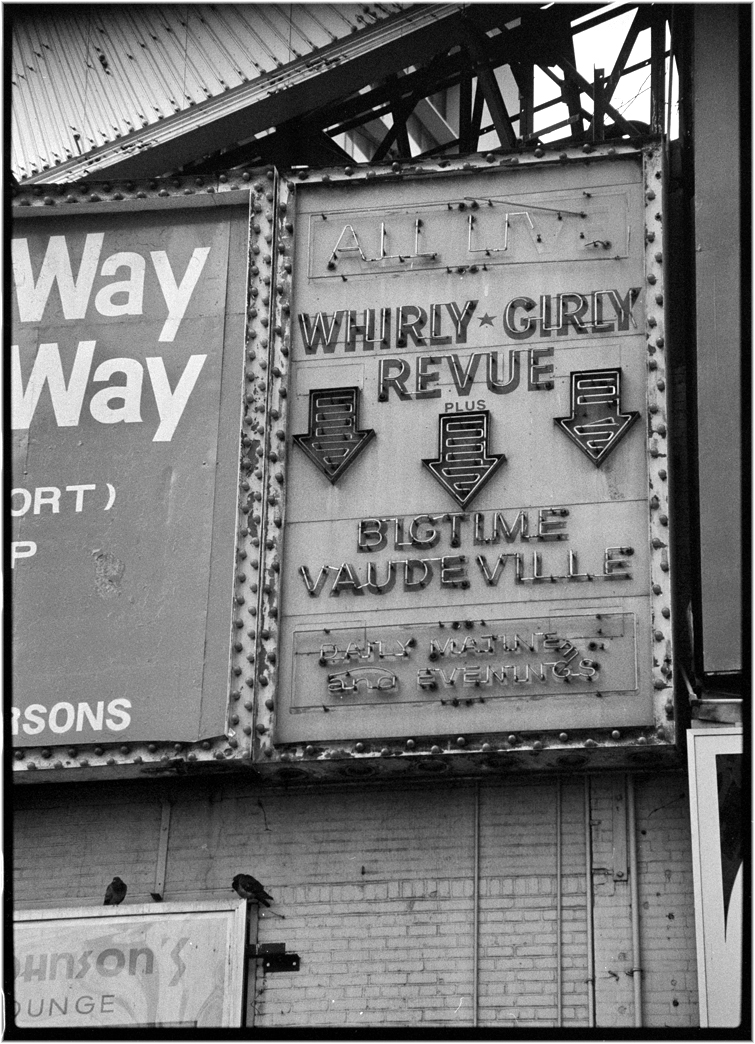 Way
Way
ORT)
P
RSONS
ALL LIVE
WHIRLY★GIRLY
REVUE
PLUS
BIGTIME
VAUDEVILLE
DAILY MATINEES
and EVENINGS
OHNSON'S
OUNGE